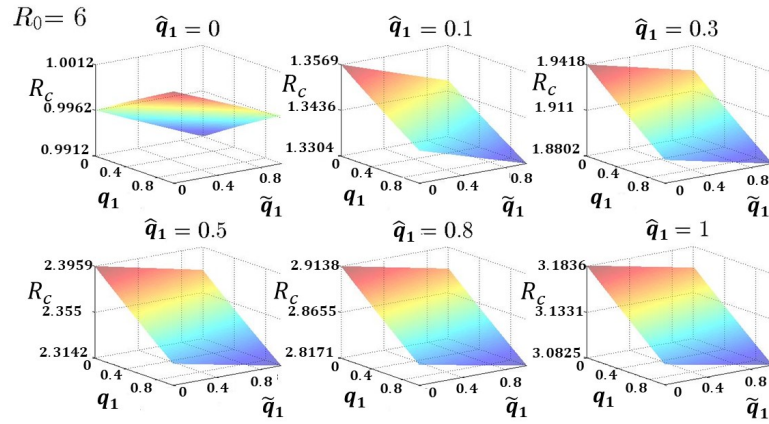 R₀= 6
q̂₁ = 0
q̂₁ = 0.1
q̂₁ = 0.3
1.0012
R_c
0.9962
0.9912
0
0.4
0.8
q₁
0
0.4
0.8
q̃₁
1.3569
R_c
1.3436
1.3304
0
0.4
0.8
q₁
0
0.4
0.8
q̃₁
1.9418
R_c
1.911
1.8802
0
0.4
0.8
q₁
0
0.4
0.8
q̃₁
q̂₁ = 0.5
q̂₁ = 0.8
q̂₁ = 1
2.3959
R_c
2.355
2.3142
0
0.4
0.8
q₁
0
0.4
0.8
q̃₁
2.9138
R_c
2.8655
2.8171
0
0.4
0.8
q₁
0
0.4
0.8
q̃₁
3.1836
R_c
3.1331
3.0825
0
0.4
0.8
q₁
0
0.4
0.8
q̃₁